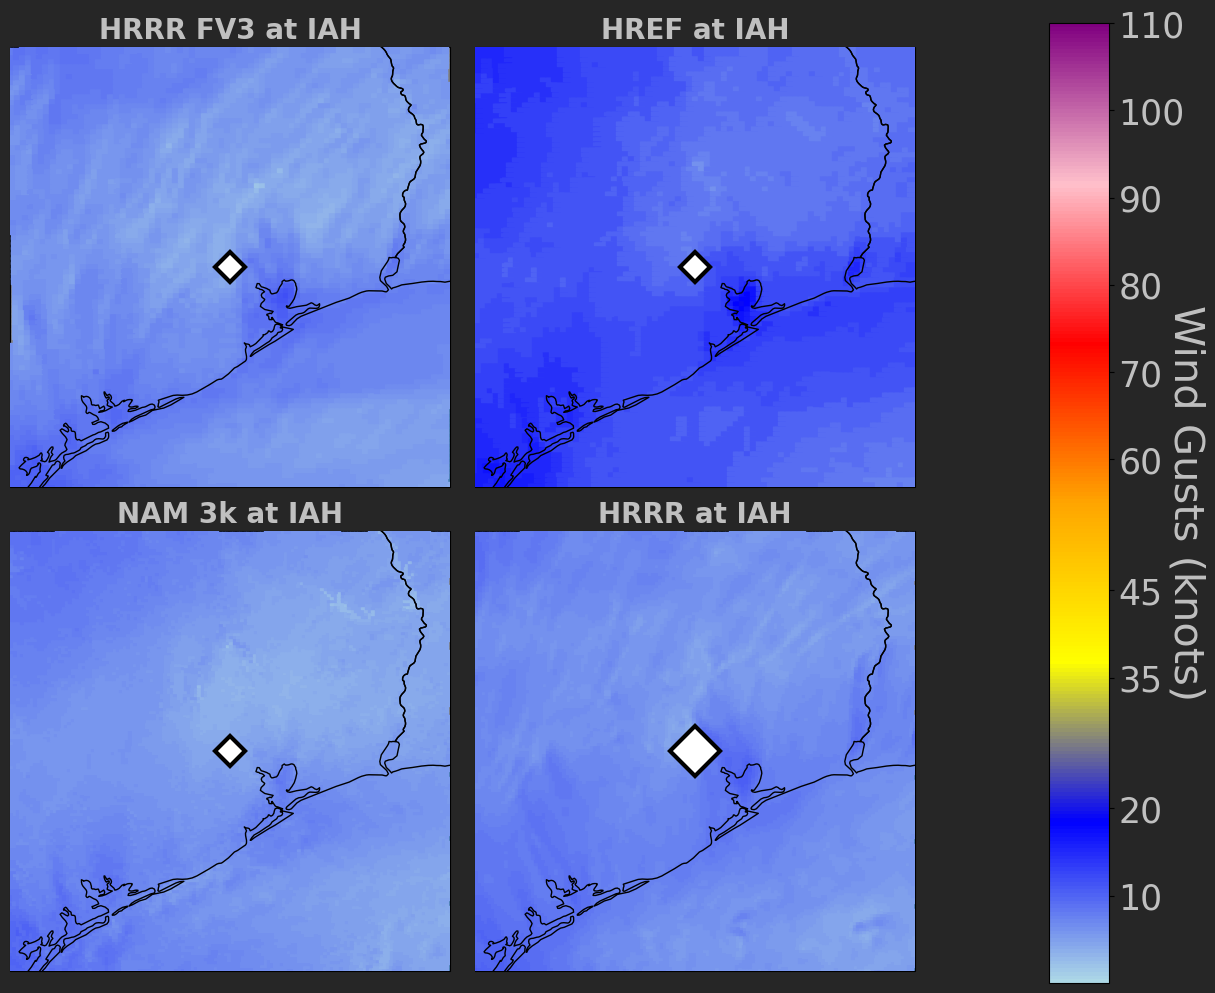 HRRR FV3 at IAH
HREF at IAH
NAM 3k at IAH
HRRR at IAH
110
100
90
80
70
60
45
35
20
10
Wind Gusts (knots)